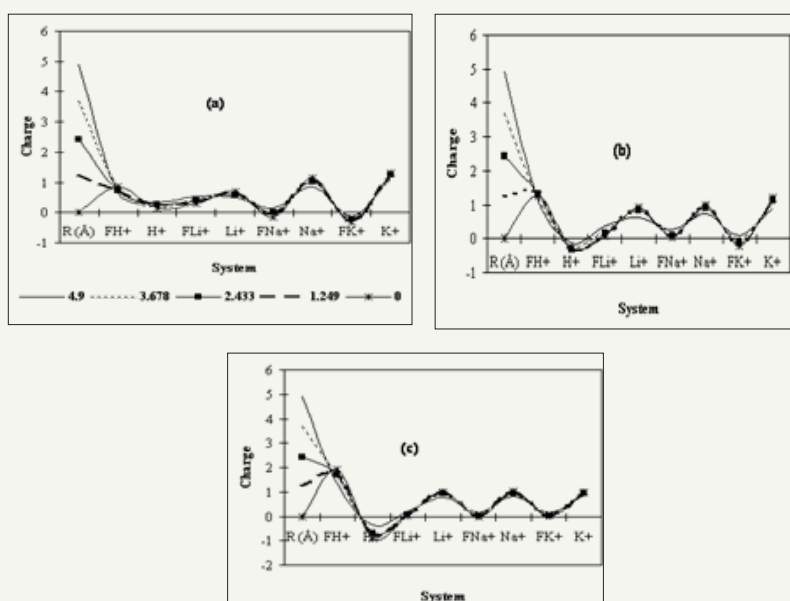 6
5
4
3
2
1
0
-1
Charge
(a)
R (Å) FH+ H+ FLi+ Li+ FNa+ Na+ FK+ K+
System
4.9 3.678 2.433 1.249 0
6
5
4
3
2
1
0
-1
Charge
(b)
R (Å) FH+ H+ FLi+ Li+ FNa+ Na+ FK+ K+
System
6
5
4
3
2
1
0
-1
-2
Charge
(c)
R (Å) FH+ FLi+ Li+ FNa+ Na+ FK+ K+
System